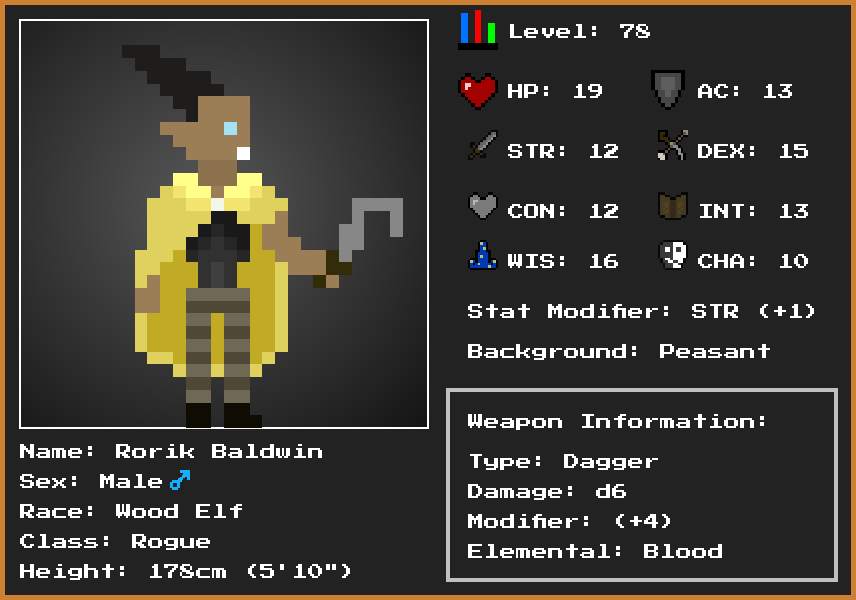 Level: 78
HP: 19 AC: 13
STR: 12 DEX: 15
CON: 12 INT: 13
WIS: 16 CHA: 10
Stat Modifier: STR (+1)
Background: Peasant
Weapon Information:
Type: Dagger
Damage: d6
Modifier: (+4)
Elemental: Blood
Name: Rorik Baldwin
Sex: Male♂
Race: Wood Elf
Class: Rogue
Height: 178cm (5'10")